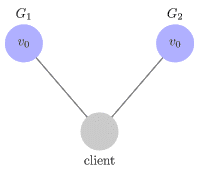 G₁ G₂
v₀ v₀
client